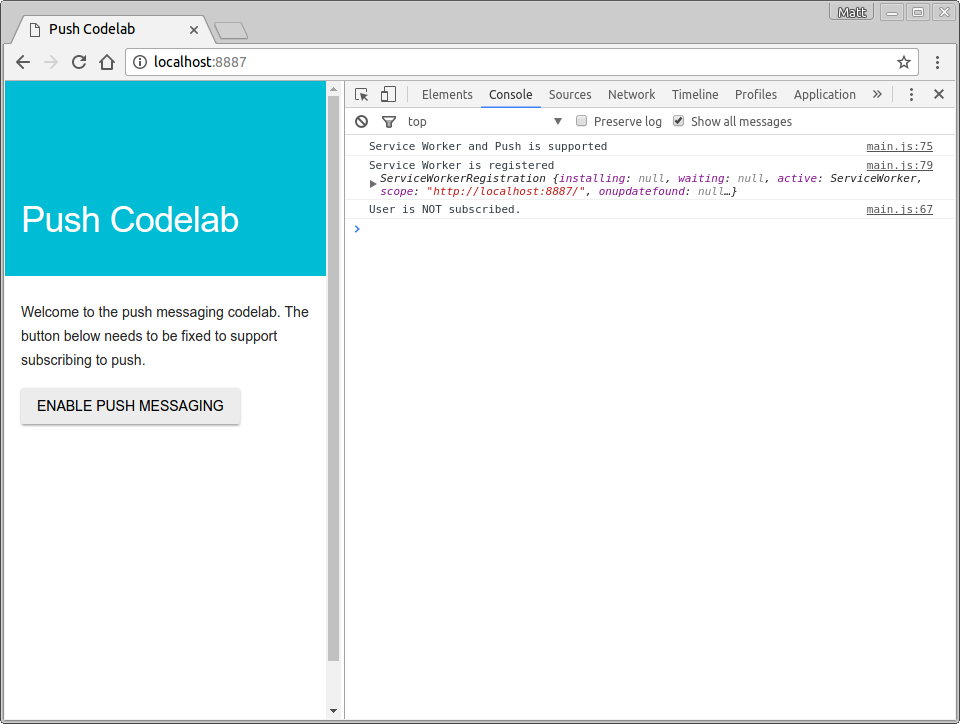 Matt
Push Codelab
localhost:8887
Push Codelab
Welcome to the push messaging codelab. The
button below needs to be fixed to support
subscribing to push.
ENABLE PUSH MESSAGING
Elements Console Sources Network Timeline Profiles Application
top Preserve log Show all messages
Service Worker and Push is supported main.js:75
Service Worker is registered main.js:79
ServiceWorkerRegistration {installing: null, waiting: null, active: ServiceWorker,
scope: "http://localhost:8887/", onupdatefound: null…}
User is NOT subscribed. main.js:67